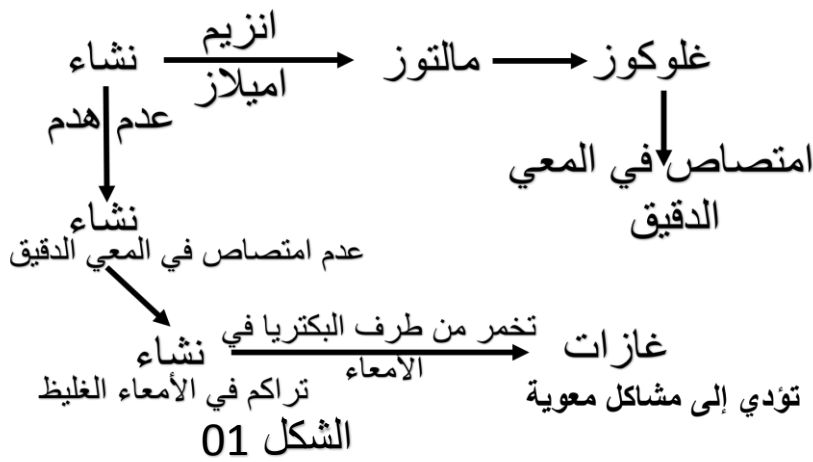 نشاء
انزيم
اميلاز
مالتوز
غلوكوز
عدم هدم
امتصاص في المعي
الدقيق
نشاء
عدم امتصاص في المعي الدقيق
نشاء
تراكم في الأمعاء الغليظ
تخمر من طرف البكتريا في
الامعاء
غازات
تؤدي إلى مشاكل معوية
الشكل 01